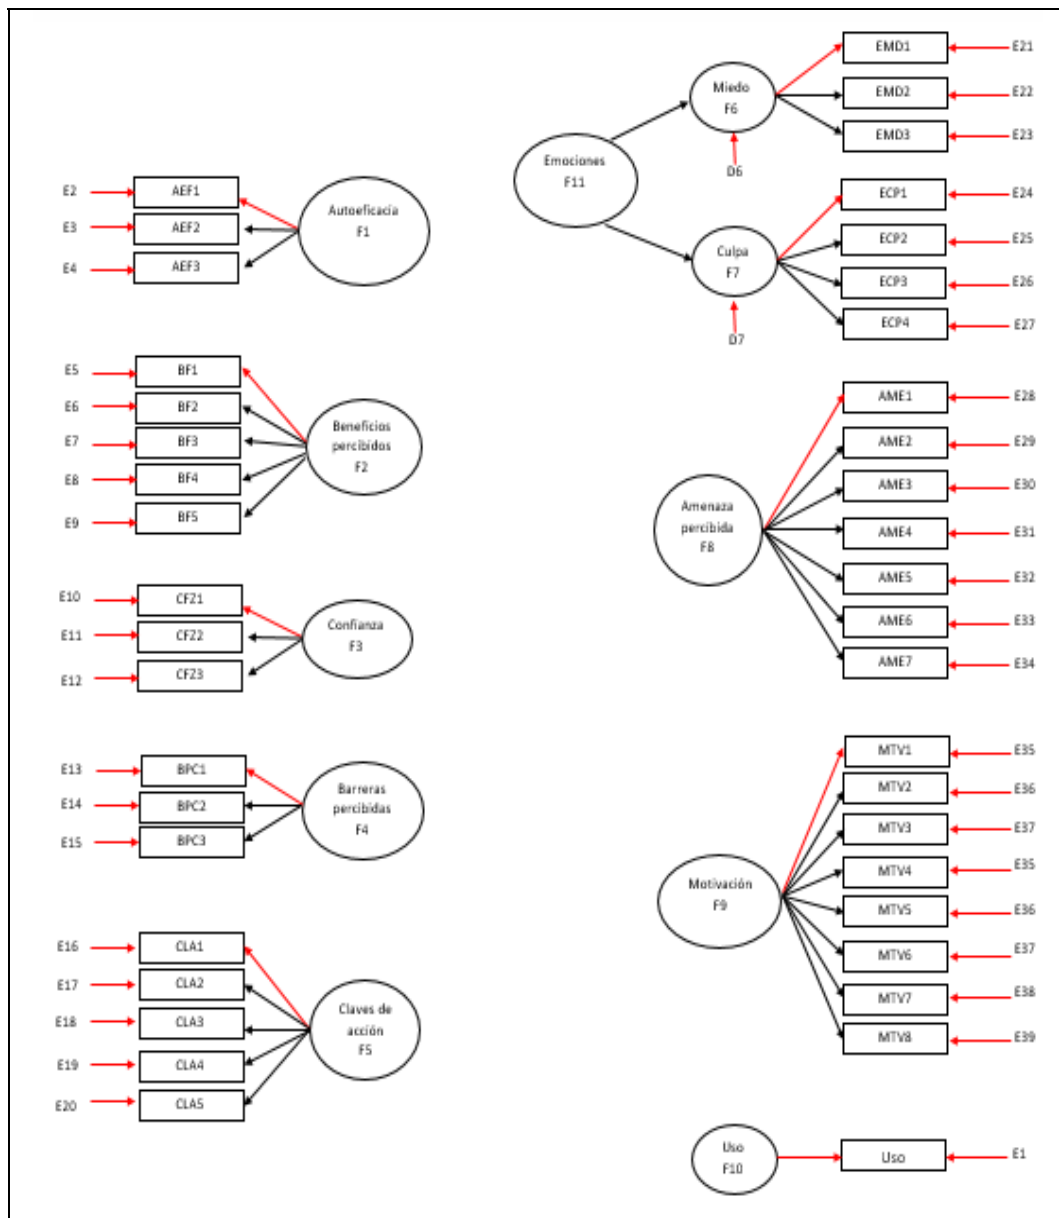 E2
AEF1
E3
AEF2
E4
AEF3
Autoeficacia
F1
E5
BF1
E6
BF2
E7
BF3
E8
BF4
E9
BF5
Beneficios
percibidos
F2
E10
CFZ1
E11
CFZ2
E12
CFZ3
Confianza
F3
E13
BPC1
E14
BPC2
E15
BPC3
Barreras
percibidas
F4
E16
CLA1
E17
CLA2
E18
CLA3
E19
CLA4
E20
CLA5
Claves de
acción
F5
Emociones
F11
Miedo
F6
D6
EMD1
E21
EMD2
E22
EMD3
E23
Culpa
F7
D7
ECP1
E24
ECP2
E25
ECP3
E26
ECP4
E27
Amenaza
percibida
F8
AME1
E28
AME2
E29
AME3
E30
AME4
E31
AME5
E32
AME6
E33
AME7
E34
Motivación
F9
MTV1
E35
MTV2
E36
MTV3
E37
MTV4
E35
MTV5
E36
MTV6
E37
MTV7
E38
MTV8
E39
Uso
F10
Uso
E1